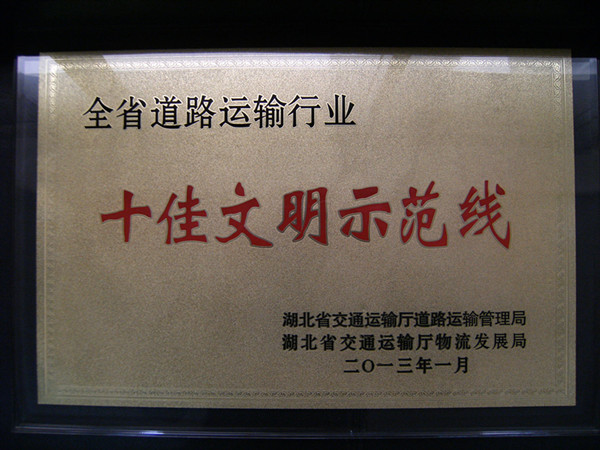 全省道路运输行业
十佳文明示范线
湖北省交通运输厅道路运输管理局
湖北省交通运输厅物流发展局
二〇一三年一月